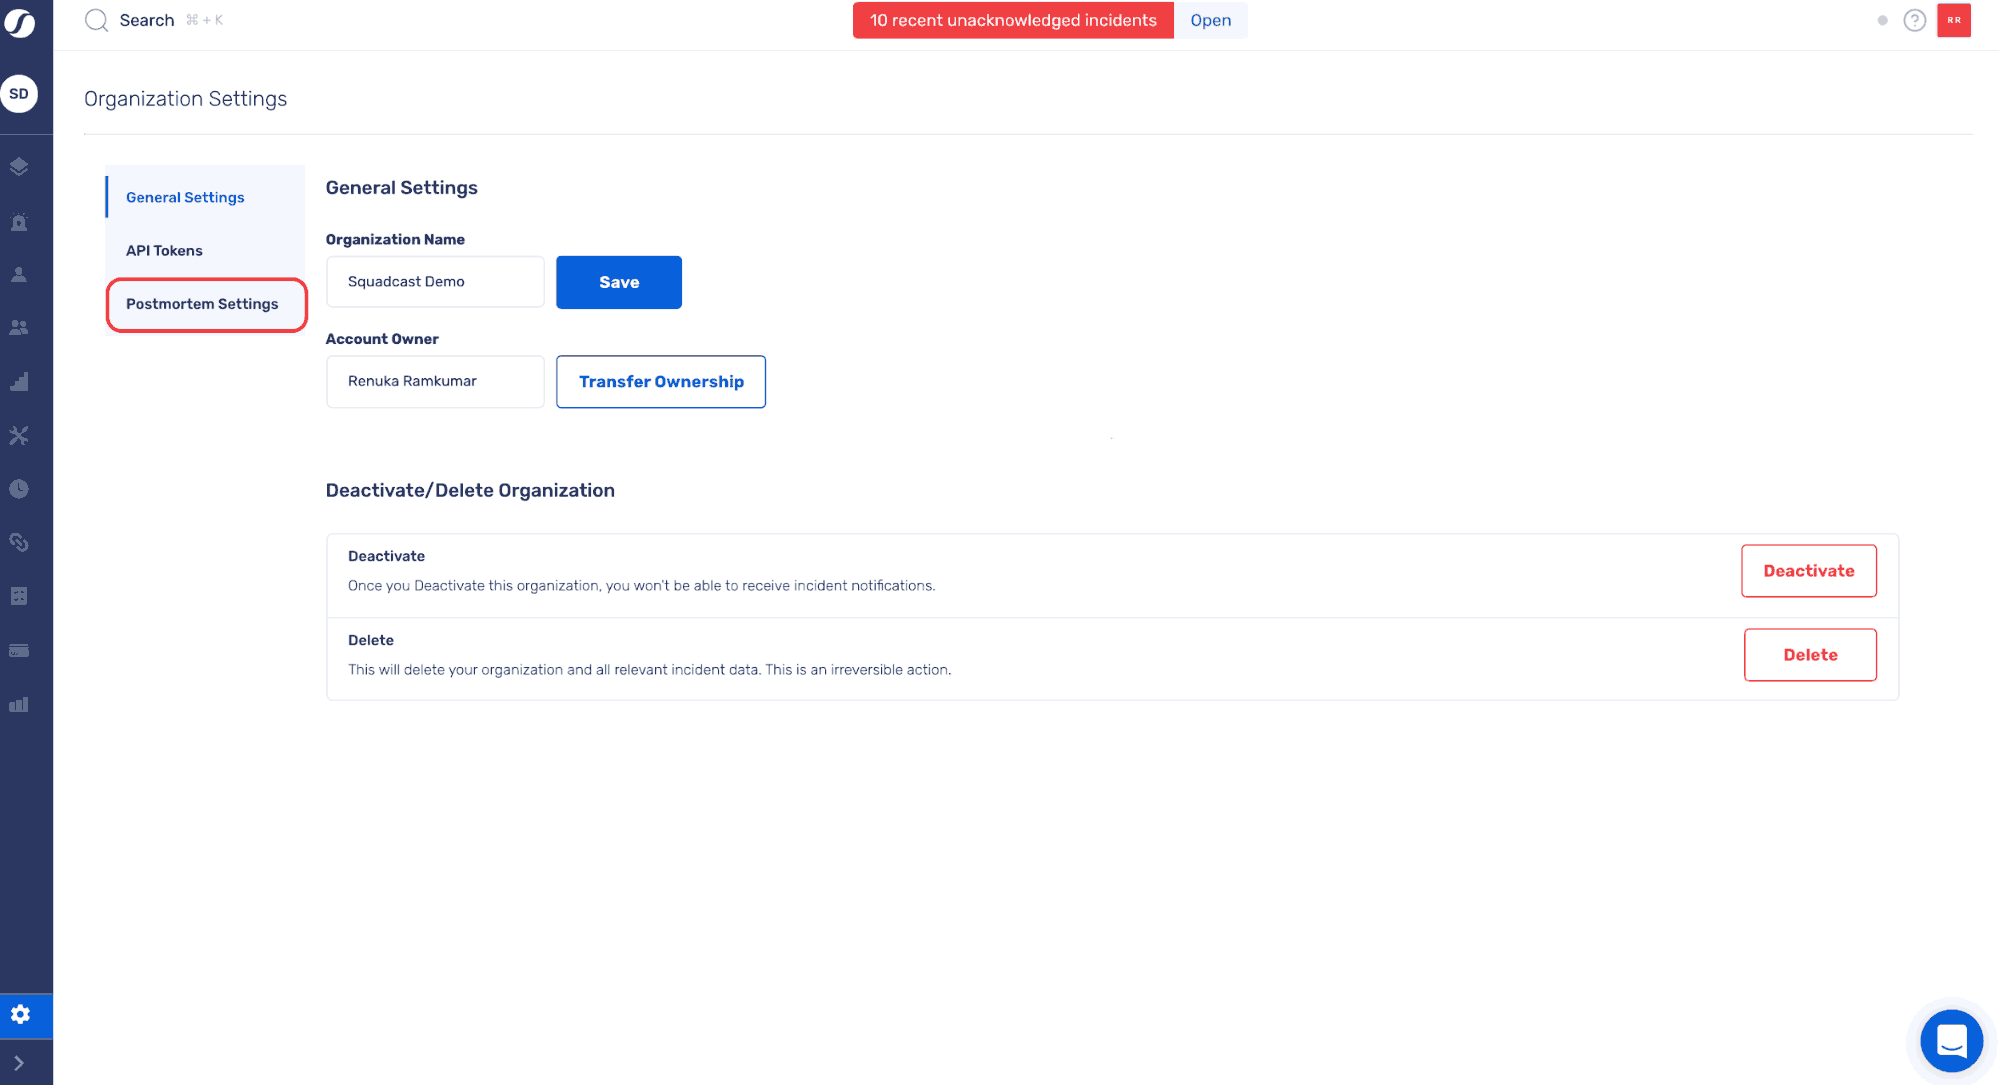 Search ⌘ + K
10 recent unacknowledged incidents Open
RR
SD
Organization Settings
General Settings
API Tokens
Postmortem Settings
General Settings
Organization Name
Squadcast Demo
Save
Account Owner
Renuka Ramkumar
Transfer Ownership
Deactivate/Delete Organization
Deactivate
Once you Deactivate this organization, you won't be able to receive incident notifications.
Deactivate
Delete
This will delete your organization and all relevant incident data. This is an irreversible action.
Delete